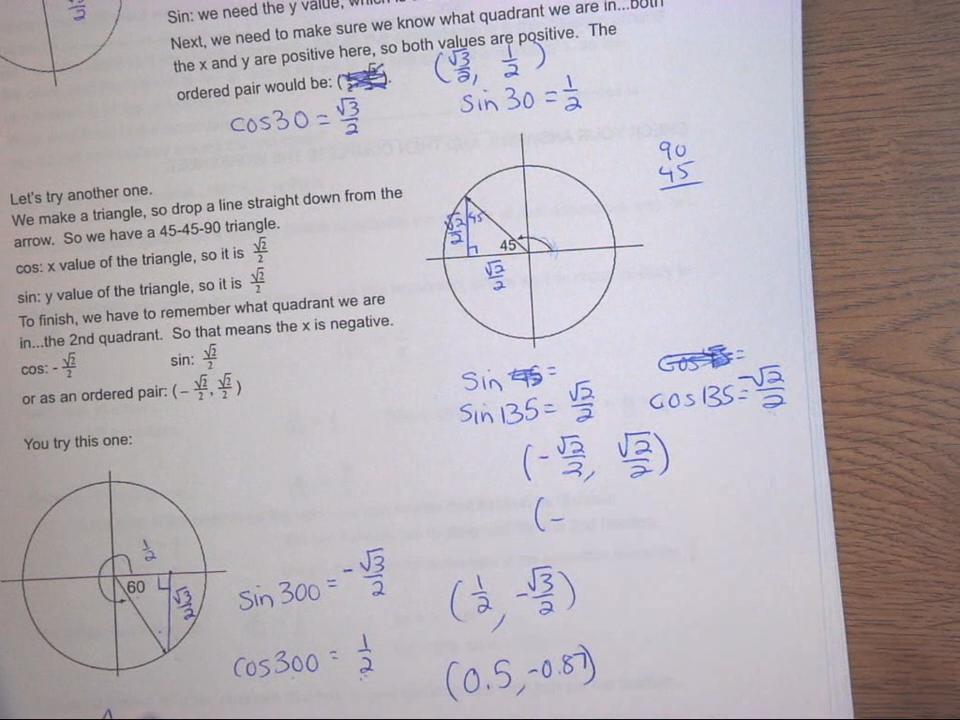 √3
2
Sin: we need the y value, which
Next, we need to make sure we know what quadrant we are in...both
the x and y are positive here, so both values are positive. The
ordered pair would be: ( ).
(√3/2, 1/2)
cos30 = √3/2
sin 30 = 1/2
90
45
Let's try another one.
We make a triangle, so drop a line straight down from the
arrow. So we have a 45-45-90 triangle.
cos: x value of the triangle, so it is √2/2
sin: y value of the triangle, so it is √2/2
To finish, we have to remember what quadrant we are
in...the 2nd quadrant. So that means the x is negative.
cos: - √2/2 sin: √2/2
or as an ordered pair: (- √2/2, √2/2)
√2/2 45
45
√2/2
Sin 45 =
Cos45 =
Sin 135 = √2/2
cos135 = -√2/2
(-√2/2, √2/2)
(-
You try this one:
1/2
60
√3/2
Sin 300 = -√3/2
cos300 = 1/2
(1/2, -√3/2)
(0.5, -0.87)